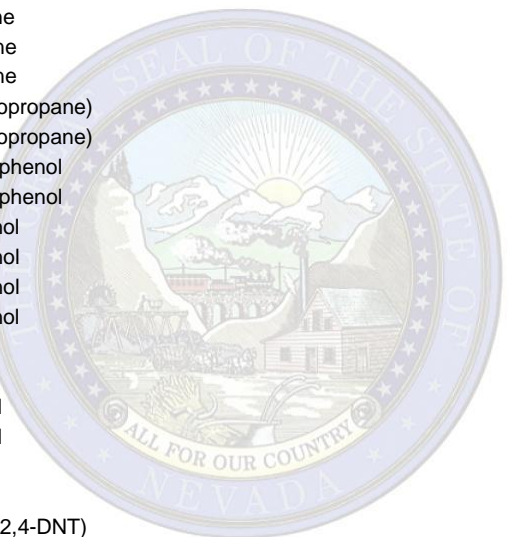 ne
ne
ne
opropane)
opropane)
phenol
phenol
nol
nol
nol
nol
l
l
2,4-DNT)
SEAL OF THE STATE OF
ALL FOR OUR COUNTRY
NEVADA